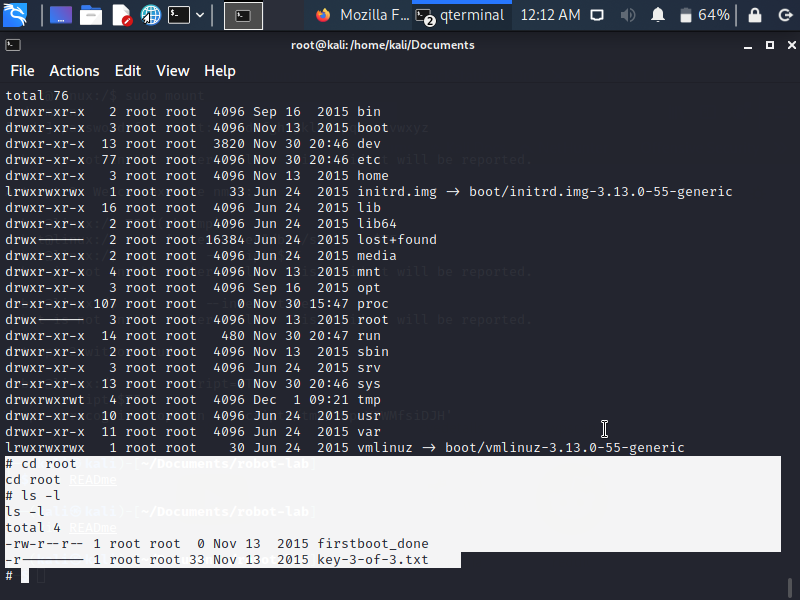 Mozilla F... 2 qterminal 12:12 AM 64%
root@kali: /home/kali/Documents
File Actions Edit View Help
total 76
drwxr-xr-x 2 root root 4096 Sep 16 2015 bin
drwxr-xr-x 3 root root 4096 Nov 13 2015 boot
drwxr-xr-x 13 root root 3820 Nov 30 20:46 dev
drwxr-xr-x 77 root root 4096 Nov 30 20:46 etc
drwxr-xr-x 3 root root 4096 Nov 13 2015 home
lrwxrwxrwx 1 root root 33 Jun 24 2015 initrd.img -> boot/initrd.img-3.13.0-55-generic
drwxr-xr-x 16 root root 4096 Jun 24 2015 lib
drwxr-xr-x 2 root root 4096 Jun 24 2015 lib64
drwx------ 2 root root 16384 Jun 24 2015 lost+found
drwxr-xr-x 2 root root 4096 Jun 24 2015 media
drwxr-xr-x 4 root root 4096 Nov 13 2015 mnt
drwxr-xr-x 3 root root 4096 Sep 16 2015 opt
dr-xr-xr-x 107 root root 0 Nov 30 15:47 proc
drwx------ 3 root root 4096 Nov 13 2015 root
drwxr-xr-x 14 root root 480 Nov 30 20:47 run
drwxr-xr-x 2 root root 4096 Nov 13 2015 sbin
drwxr-xr-x 3 root root 4096 Jun 24 2015 srv
dr-xr-xr-x 13 root root 0 Nov 30 20:46 sys
drwxrwxrwt 4 root root 4096 Dec 1 09:21 tmp
drwxr-xr-x 10 root root 4096 Jun 24 2015 usr
drwxr-xr-x 11 root root 4096 Jun 24 2015 var
lrwxrwxrwx 1 root root 30 Jun 24 2015 vmlinuz -> boot/vmlinuz-3.13.0-55-generic
# cd root
cd root
# ls -l
ls -l
total 4
-rw-r--r-- 1 root root 0 Nov 13 2015 firstboot_done
-r-------- 1 root root 33 Nov 13 2015 key-3-of-3.txt
#